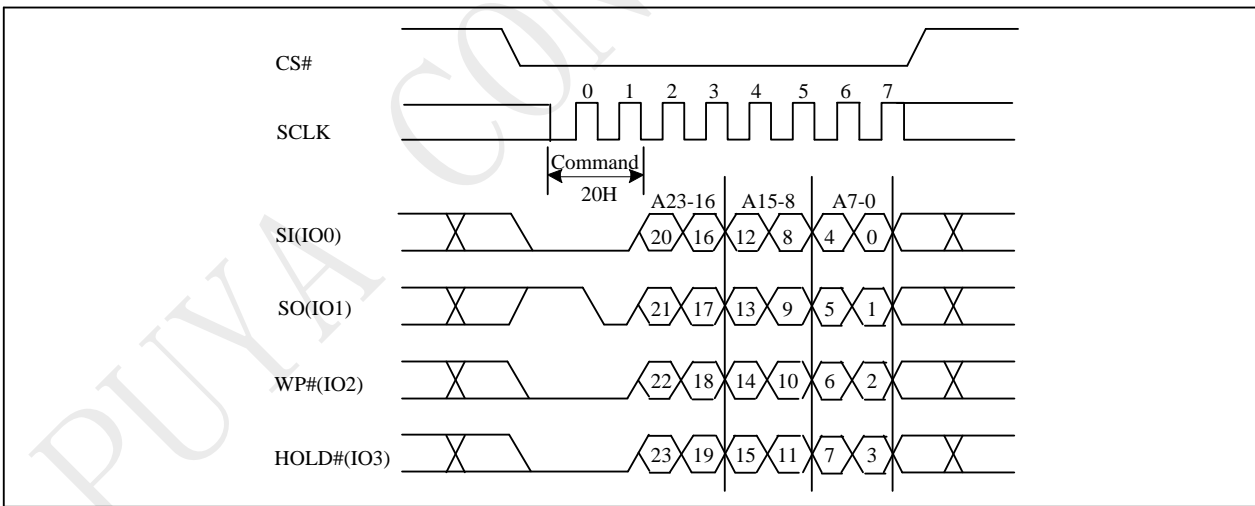 PUYA CON
CS#
0 1 2 3 4 5 6 7
SCLK
Command
20H
A23-16 A15-8 A7-0
SI(IO0) 20 16 12 8 4 0
SO(IO1) 21 17 13 9 5 1
WP#(IO2) 22 18 14 10 6 2
HOLD#(IO3) 23 19 15 11 7 3